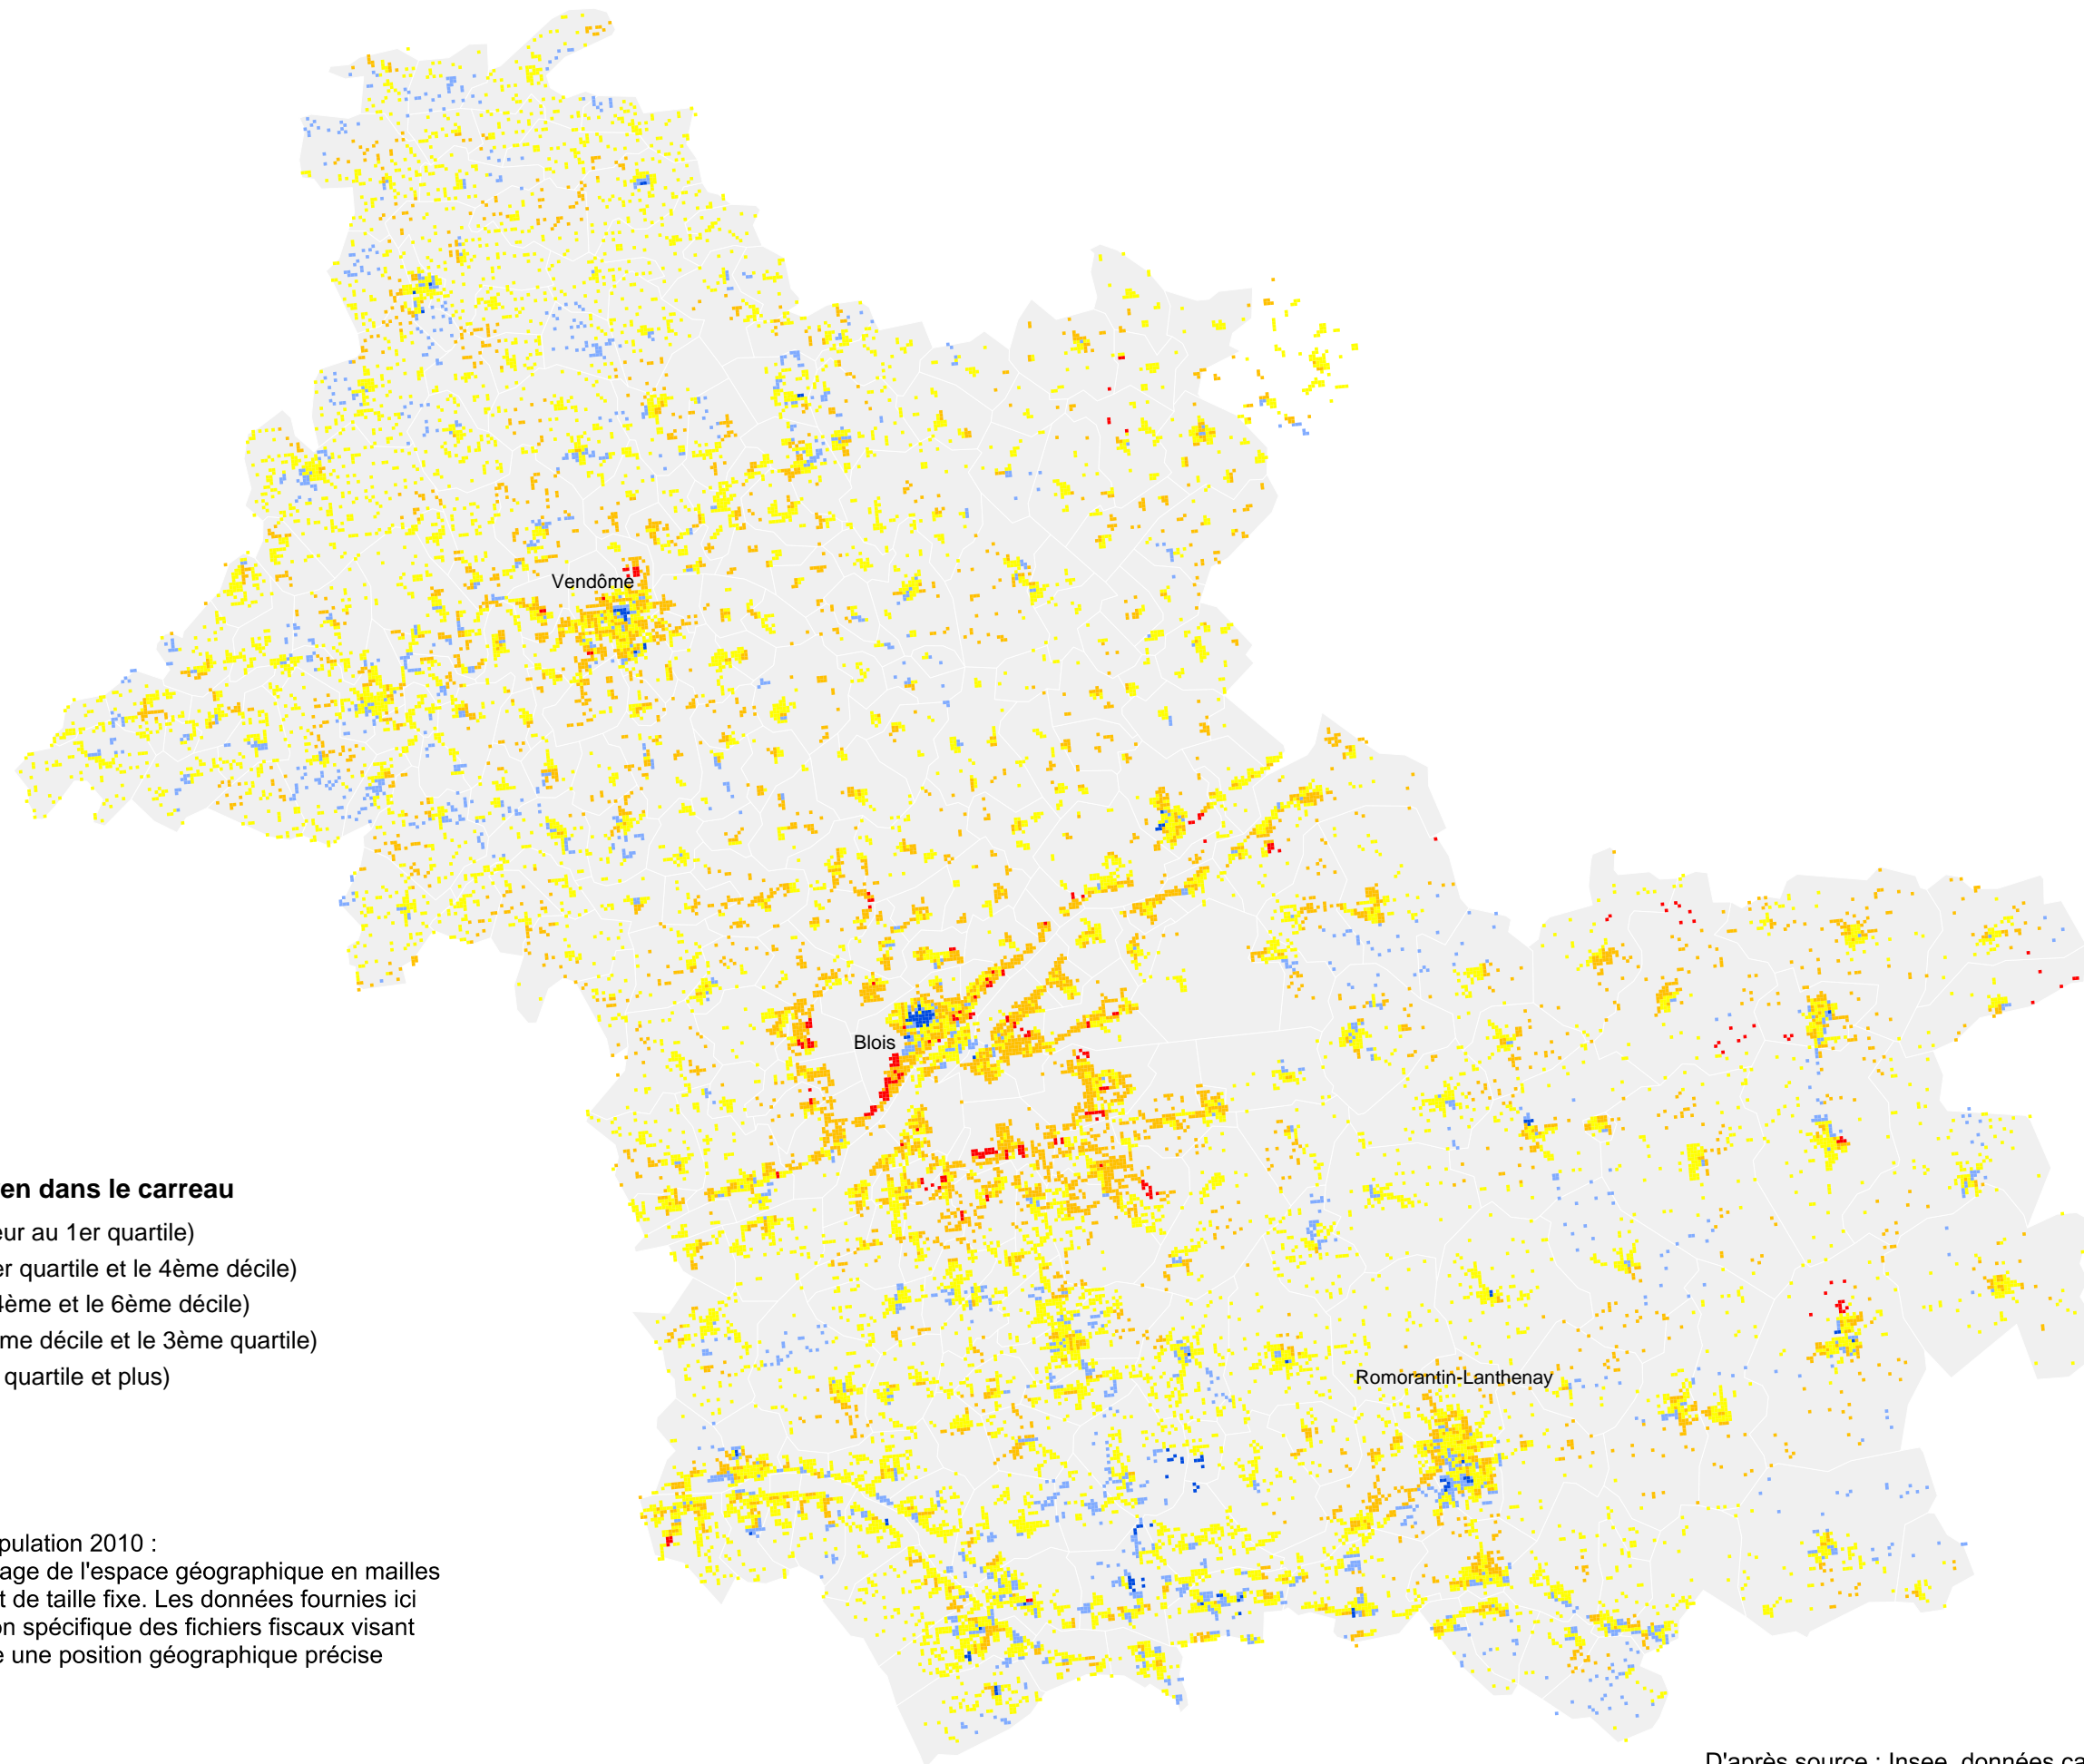 Vendôme
Blois
en dans le carreau
eur au 1er quartile)
er quartile et le 4ème décile)
4ème et le 6ème décile)
me décile et le 3ème quartile)
quartile et plus)
Romorantin-Lanthenay
pulation 2010 :
age de l'espace géographique en mailles
t de taille fixe. Les données fournies ici
on spécifique des fichiers fiscaux visant
e une position géographique précise
D'après source : Insee, données ca